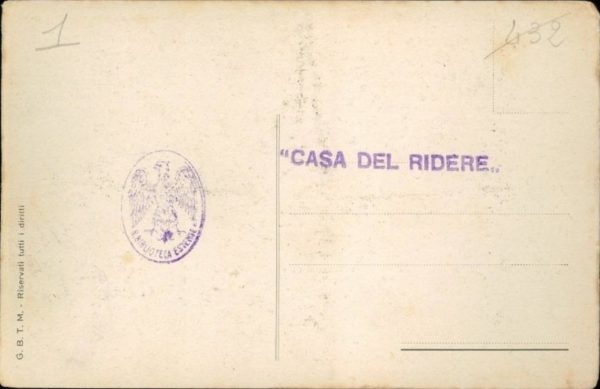 1
432
"CASA DEL RIDERE„
R. BIBLIOTECA ESTENSE
G. B. T. M. - Riservati tutti i diritti